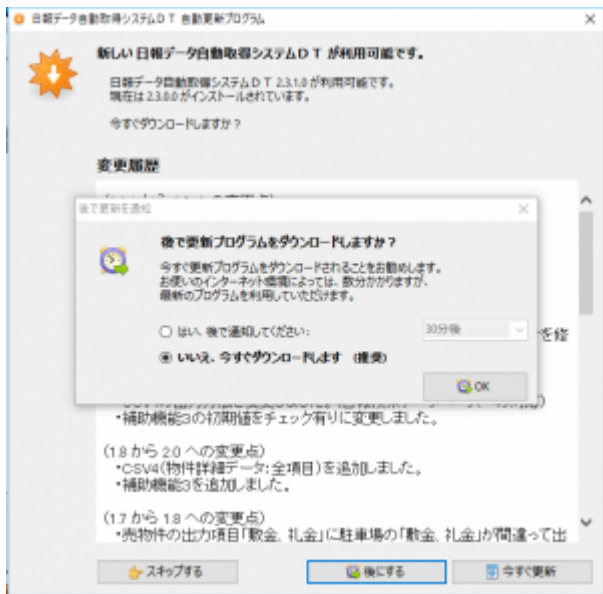 日報データ自動取得システムDT 自動更新プログラム
新しい 日報データ自動取得システムDT が利用可能です。
日報データ自動取得システムDT 2.3.1.0が利用可能です。
現在は 2.3.0.0 がインストールされています。
今すぐダウンロードしますか?
変更履歴
後で更新を通知
後で更新プログラムをダウンロードしますか?
今すぐ更新プログラムをダウンロードされることをお勧めします。
お使いのインターネット環境によっては、数分かかりますが、
最新のプログラムを利用していただけます。
はい、後で通知してください:
30分後
を修
いいえ、今すぐダウンロードします (推奨)
OK
・補助機能3の初期値をチェック有りに変更しました。
(1.8 から 2.0 への変更点)
・CSV4(物件詳細データ:全項目)を追加しました。
・補助機能3を追加しました。
(1.7 から 1.8 への変更点)
・売物件の出力項目「敷金、礼金」に駐車場の「敷金、礼金」が間違って出
スキップする
後にする
今すぐ更新